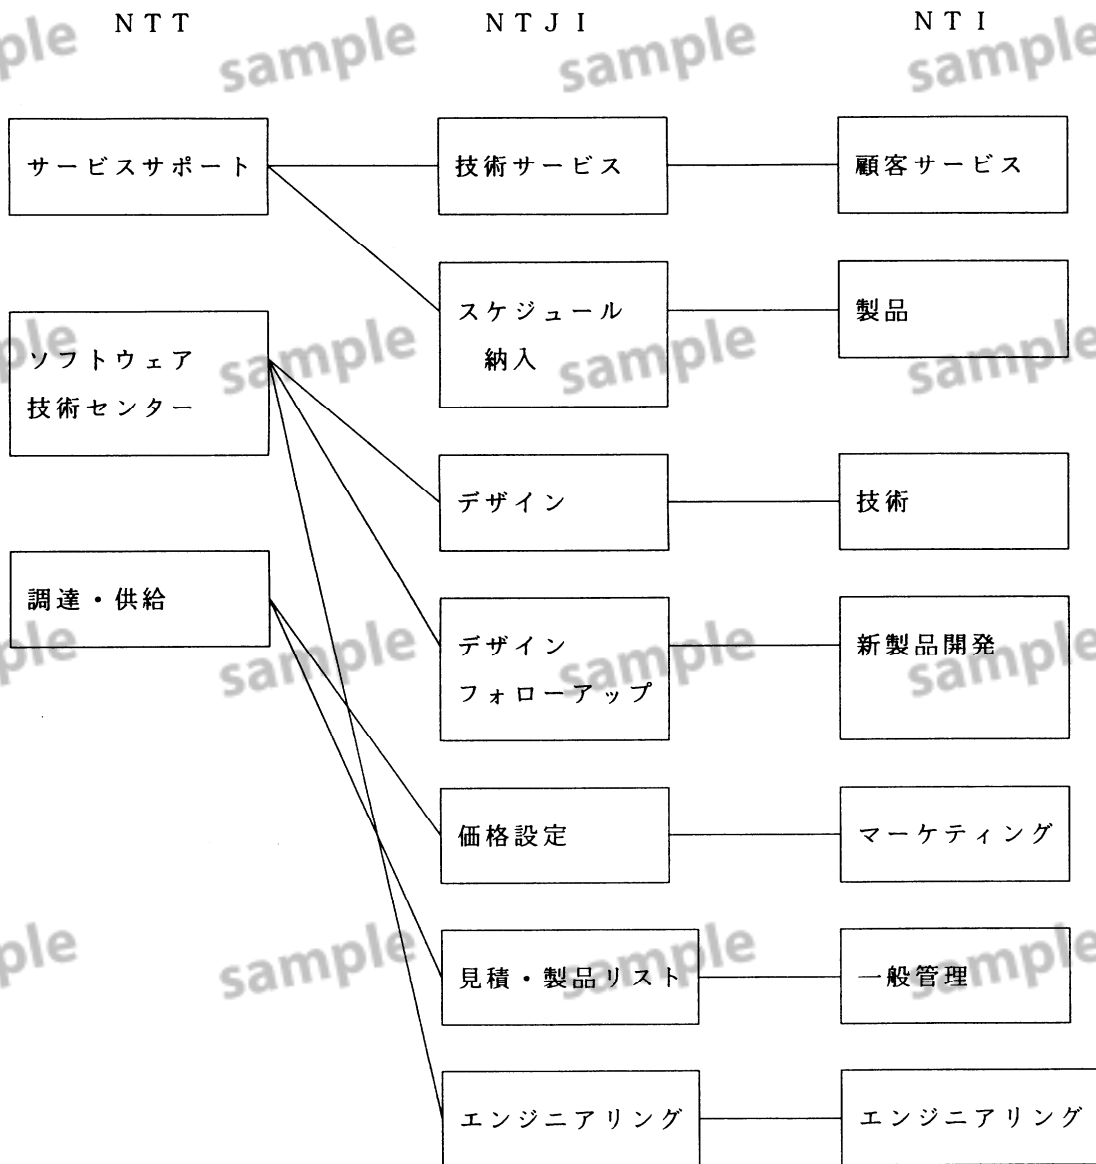 NTT NTJI NTI
サービスサポート 技術サービス 顧客サービス
スケジュール 製品
納入
ソフトウェア
技術センター
デザイン 技術
調達・供給
デザイン 新製品開発
フォローアップ
価格設定 マーケティング
見積・製品リスト 一般管理
エンジニアリング エンジニアリング
sample sample sample
ple sample sample sample
ple sample sample sample
ple sample sample sample
ple